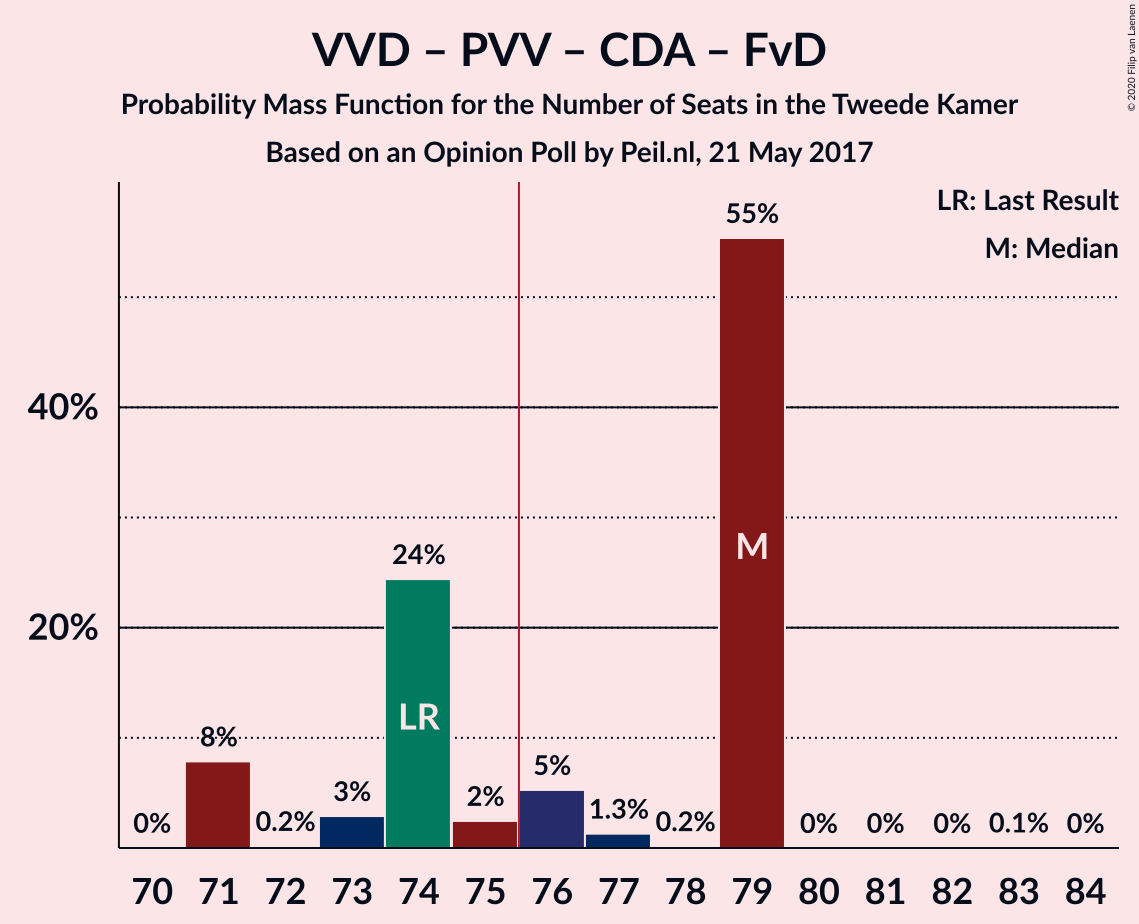 VVD – PVV – CDA – FvD
Probability Mass Function for the Number of Seats in the Tweede Kamer
Based on an Opinion Poll by Peil.nl, 21 May 2017
© 2020 Filip van Laenen
LR: Last Result
M: Median
40%
20%
0%
8%
0.2%
3%
24%
2%
5%
1.3%
0.2%
55%
0%
0%
0%
0.1%
0%
LR
M
70 71 72 73 74 75 76 77 78 79 80 81 82 83 84